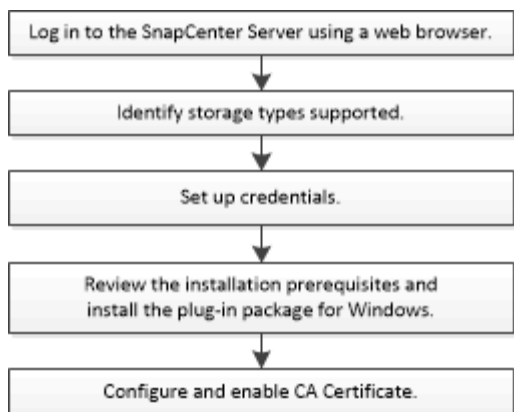 Log in to the SnapCenter Server using a web browser.
Identify storage types supported.
Set up credentials.
Review the installation prerequisites and
install the plug-in package for Windows.
Configure and enable CA Certificate.